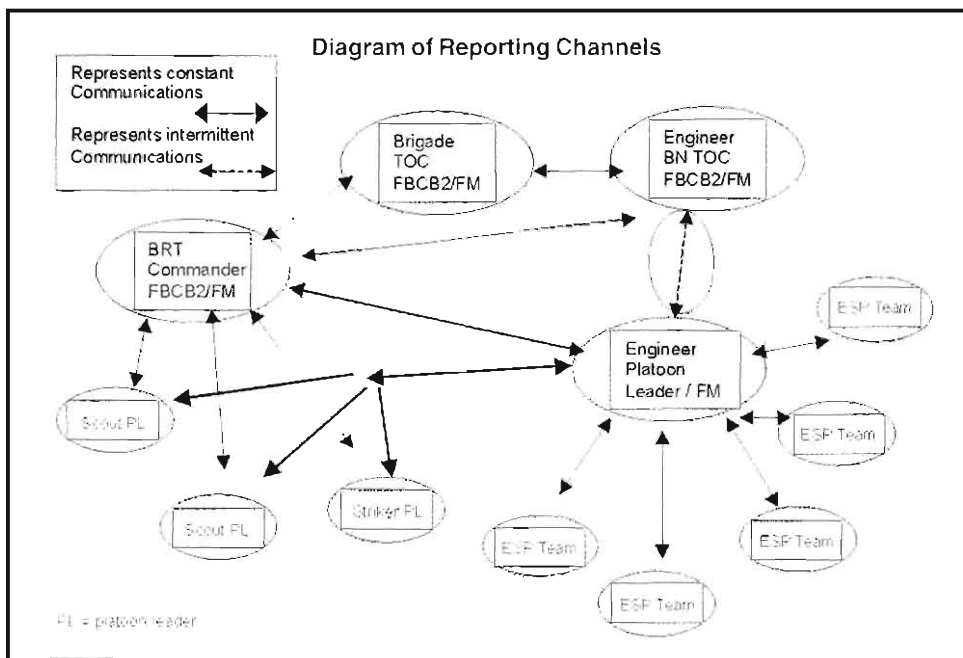 Diagram of Reporting Channels
Represents constant
Communications
Represents intermittent
Communications
Brigade
TOC
FBCB2/FM
Engineer
BN TOC
FBCB2/FM
BRT
Commander
FBCB2/FM
Engineer
Platoon
Leader / FM
ESP Team
ESP Team
ESP Team
ESP Team
ESP Team
Scout PL
Scout PL
Striker PL
PL = platoon leader